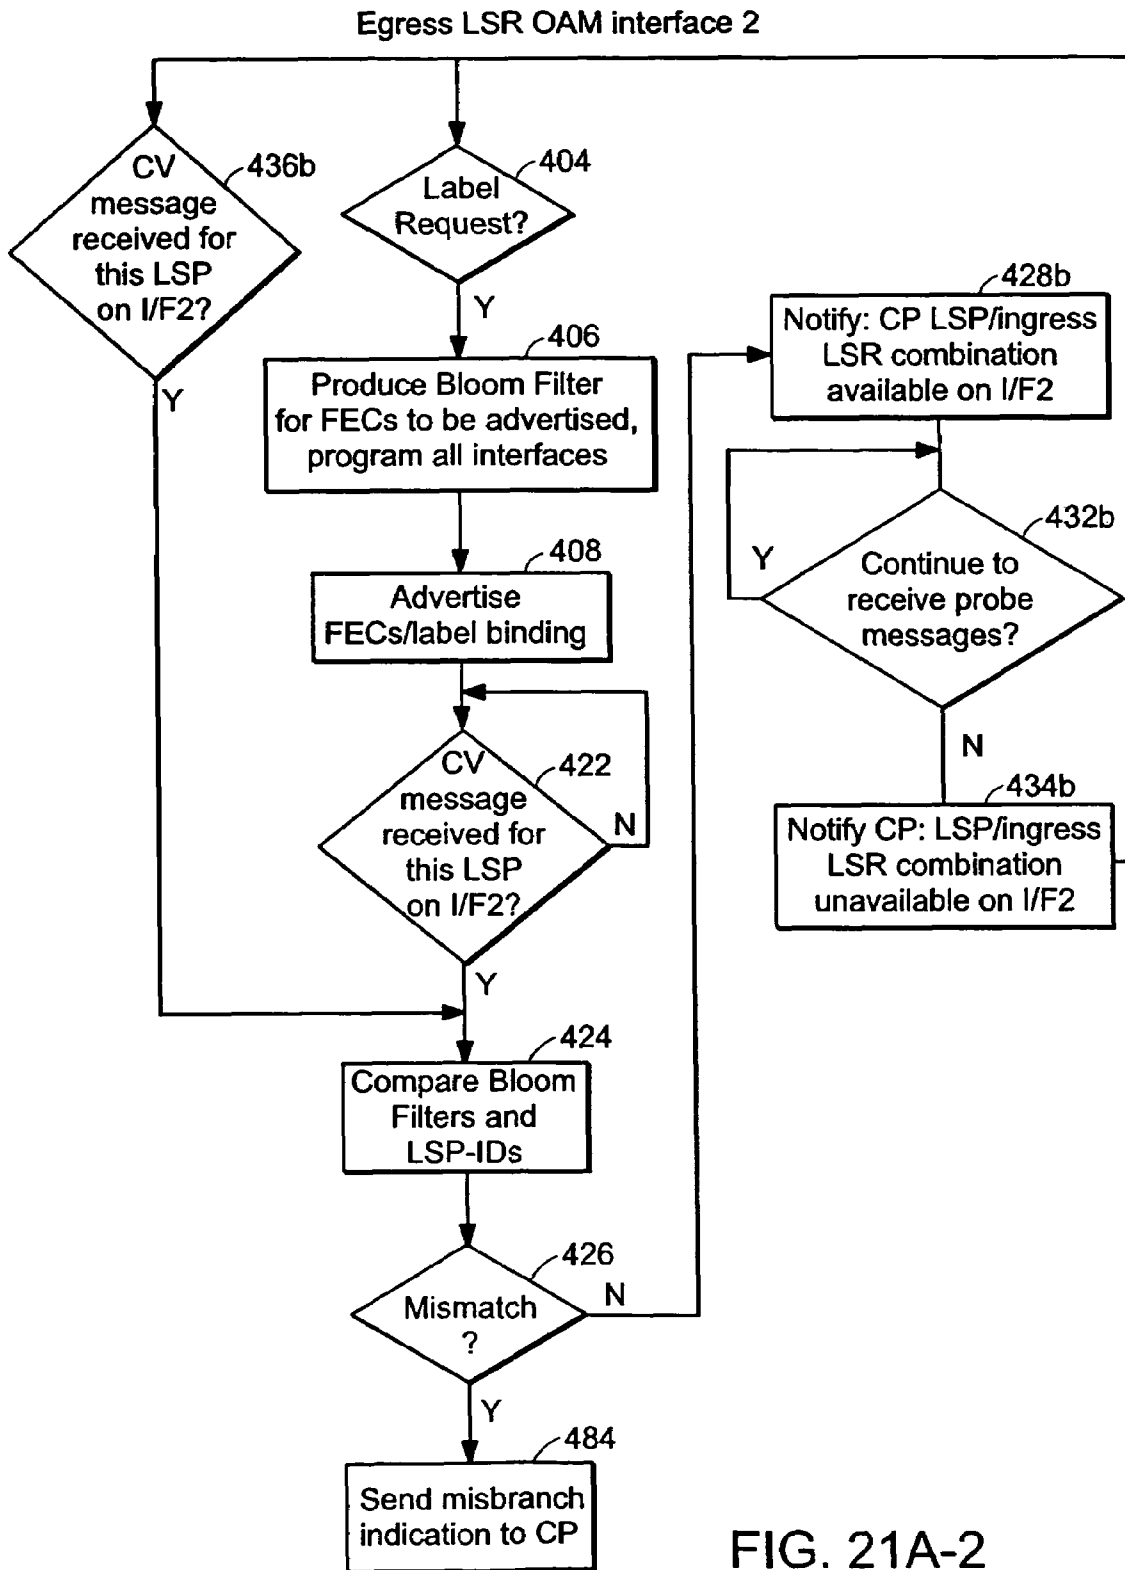 Egress LSR OAM interface 2
CV
message
received for
this LSP
on I/F2?
436b
Y
Label
Request?
404
Y
406
Produce Bloom Filter
for FECs to be advertised,
program all interfaces
408
Advertise
FECs/label binding
CV
message
received for
this LSP
on I/F2?
422
N
Y
424
Compare Bloom
Filters and
LSP-IDs
426
Mismatch
?
N
Y
484
Send misbranch
indication to CP
428b
Notify: CP LSP/ingress
LSR combination
available on I/F2
432b
Continue to
receive probe
messages?
Y
N
434b
Notify CP: LSP/ingress
LSR combination
unavailable on I/F2
FIG. 21A-2